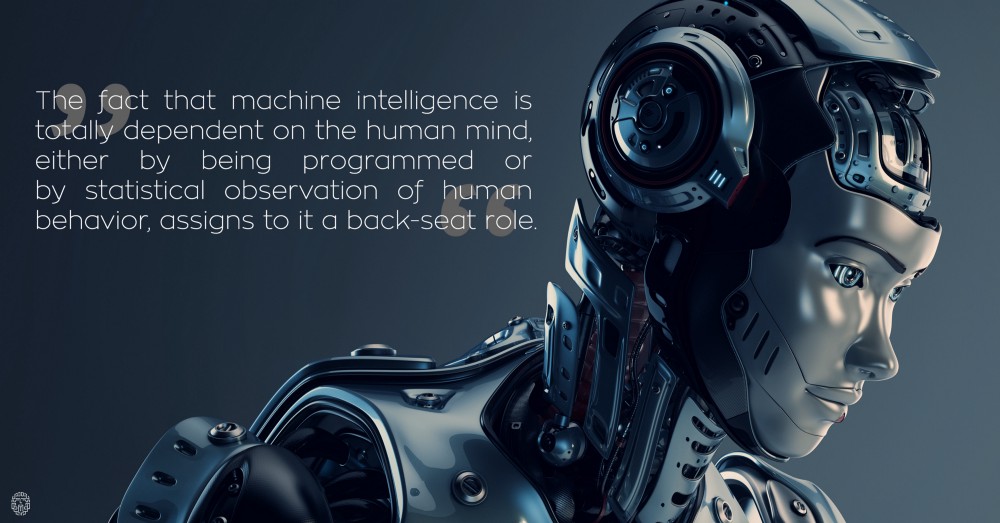 The fact that machine intelligence is
totally dependent on the human mind,
either by being programmed or
by statistical observation of human
behavior, assigns to it a back-seat role.